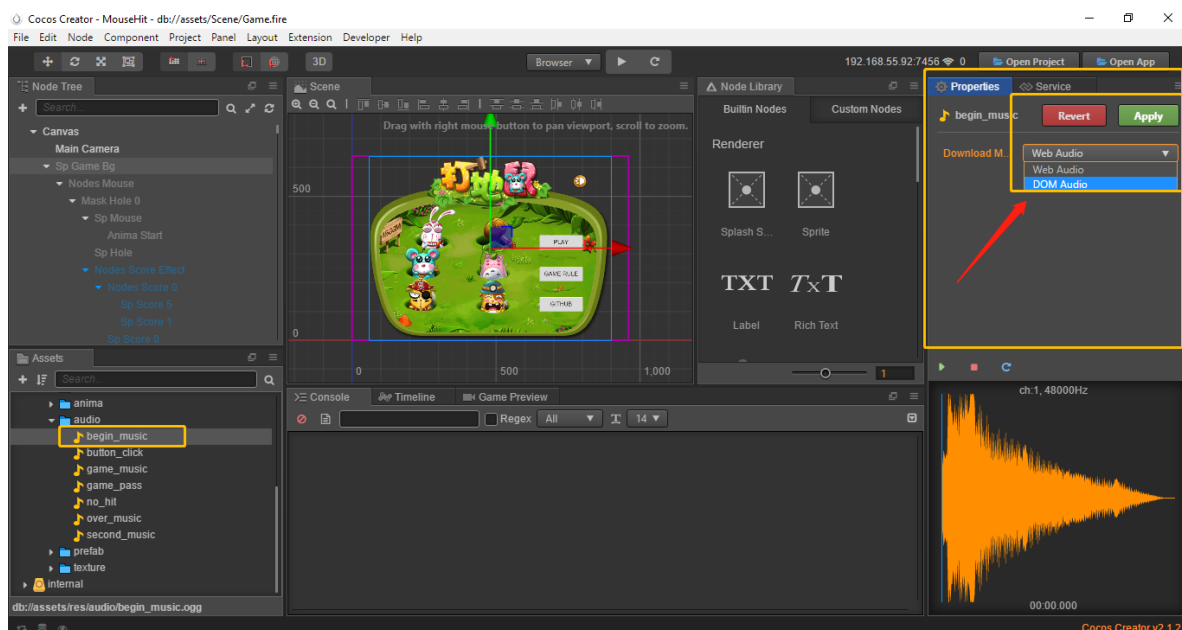 Cocos Creator - MouseHit - db://assets/Scene/Game.fire
File Edit Node Component Project Panel Layout Extension Developer Help
3D
Browser
192.168.55.92:7456 0
Open Project
Open App
Node Tree
Search...
Canvas
Main Camera
Sp Game Bg
Nodes Mouse
Mask Hole 0
Sp Mouse
Anima Start
Sp Hole
Nodes Score Effect
Nodes Score 0
Sp Score 5
Sp Score 1
Sp Score 0
Scene
Drag with right mouse button to pan viewport, scroll to zoom.
500
0
0 500 1,000
打地鼠
PLAY
GAME RULE
GITHUB
Node Library
Builtin Nodes
Custom Nodes
Renderer
Splash S...
Sprite
TXT
TxT
Label
Rich Text
1
Properties
Service
begin_music
Revert
Apply
Download M...
Web Audio
Web Audio
DOM Audio
Assets
Search...
anima
audio
begin_music
button_click
game_music
game_pass
no_hit
over_music
second_music
prefab
texture
internal
db://assets/res/audio/begin_music.ogg
Console
Timeline
Game Preview
Regex
All
14
ch:1, 48000Hz
00:00.000
Cocos Creator v2.1.2